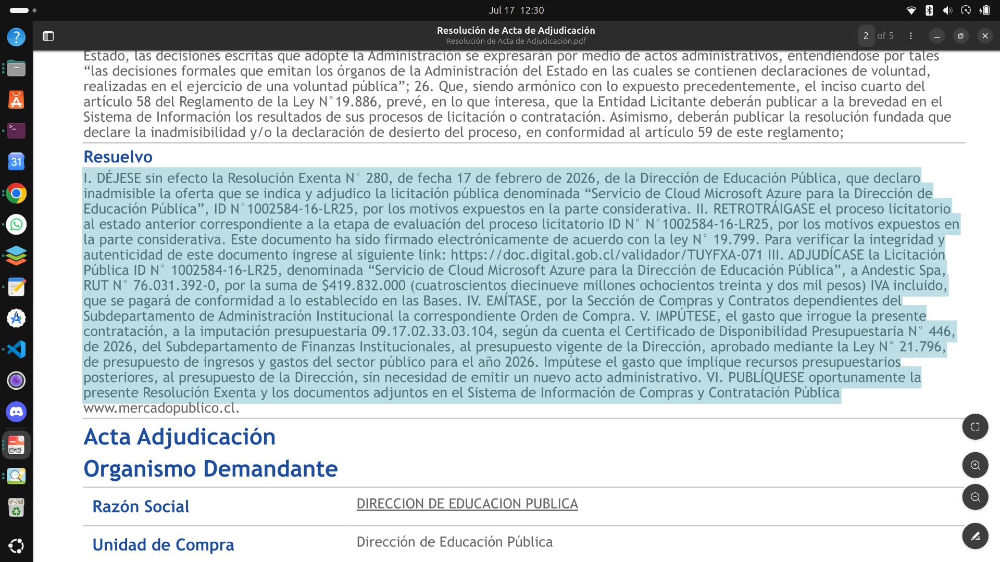 Jul 17 12:30
Resolución de Acta de Adjudicación
Resolución de Acta de Adjudicación.pdf
2 of 5
Estado, las decisiones escritas que adopte la Administración se expresarán por medio de actos administrativos, entendiéndose por tales
“las decisiones formales que emitan los órganos de la Administración del Estado en las cuales se contienen declaraciones de voluntad,
realizadas en el ejercicio de una voluntad pública”; 26. Que, siendo armónico con lo expuesto precedentemente, el inciso cuarto del
artículo 58 del Reglamento de la Ley N°19.886, prevé, en lo que interesa, que la Entidad Licitante deberán publicar a la brevedad en el
Sistema de Información los resultados de sus procesos de licitación o contratación. Asimismo, deberán publicar la resolución fundada que
declare la inadmisibilidad y/o la declaración de desierto del proceso, en conformidad al artículo 59 de este reglamento;
Resuelvo
I. DÉJESE sin efecto la Resolución Exenta N° 280, de fecha 17 de febrero de 2026, de la Dirección de Educación Pública, que declaro
inadmisible la oferta que se indica y adjudico la licitación pública denominada “Servicio de Cloud Microsoft Azure para la Dirección de
Educación Pública”, ID N°1002584-16-LR25, por los motivos expuestos en la parte considerativa. II. RETROTRÁIGASE el proceso licitatorio
al estado anterior correspondiente a la etapa de evaluación del proceso licitatorio ID N° N°1002584-16-LR25, por los motivos expuestos en
la parte considerativa. Este documento ha sido firmado electrónicamente de acuerdo con la ley N° 19.799. Para verificar la integridad y
autenticidad de este documento ingrese al siguiente link: https://doc.digital.gob.cl/validador/TUYFXA-071 III. ADJUDÍCASE la Licitación
Pública ID N° 1002584-16-LR25, denominada “Servicio de Cloud Microsoft Azure para la Dirección de Educación Pública”, a Andestic Spa,
RUT N° 76.031.392-0, por la suma de $419.832.000 (cuatroscientos diecinueve millones ochocientos treinta y dos mil pesos) IVA incluido,
que se pagará de conformidad a lo establecido en las Bases. IV. EMÍTASE, por la Sección de Compras y Contratos dependientes del
Subdepartamento de Administración Institucional la correspondiente Orden de Compra. V. IMPÚTESE, el gasto que irrogue la presente
contratación, a la imputación presupuestaria 09.17.02.33.03.104, según da cuenta el Certificado de Disponibilidad Presupuestaria N° 446,
de 2026, del Subdepartamento de Finanzas Institucionales, al presupuesto vigente de la Dirección, aprobado mediante la Ley N° 21.796,
de presupuesto de ingresos y gastos del sector público para el año 2026. Impútese el gasto que implique recursos presupuestarios
posteriores, al presupuesto de la Dirección, sin necesidad de emitir un nuevo acto administrativo. VI. PUBLÍQUESE oportunamente la
presente Resolución Exenta y los documentos adjuntos en el Sistema de Información de Compras y Contratación Pública
www.mercadopublico.cl.
Acta Adjudicación
Organismo Demandante
Razón Social DIRECCION DE EDUCACION PUBLICA
Unidad de Compra Dirección de Educación Pública
31